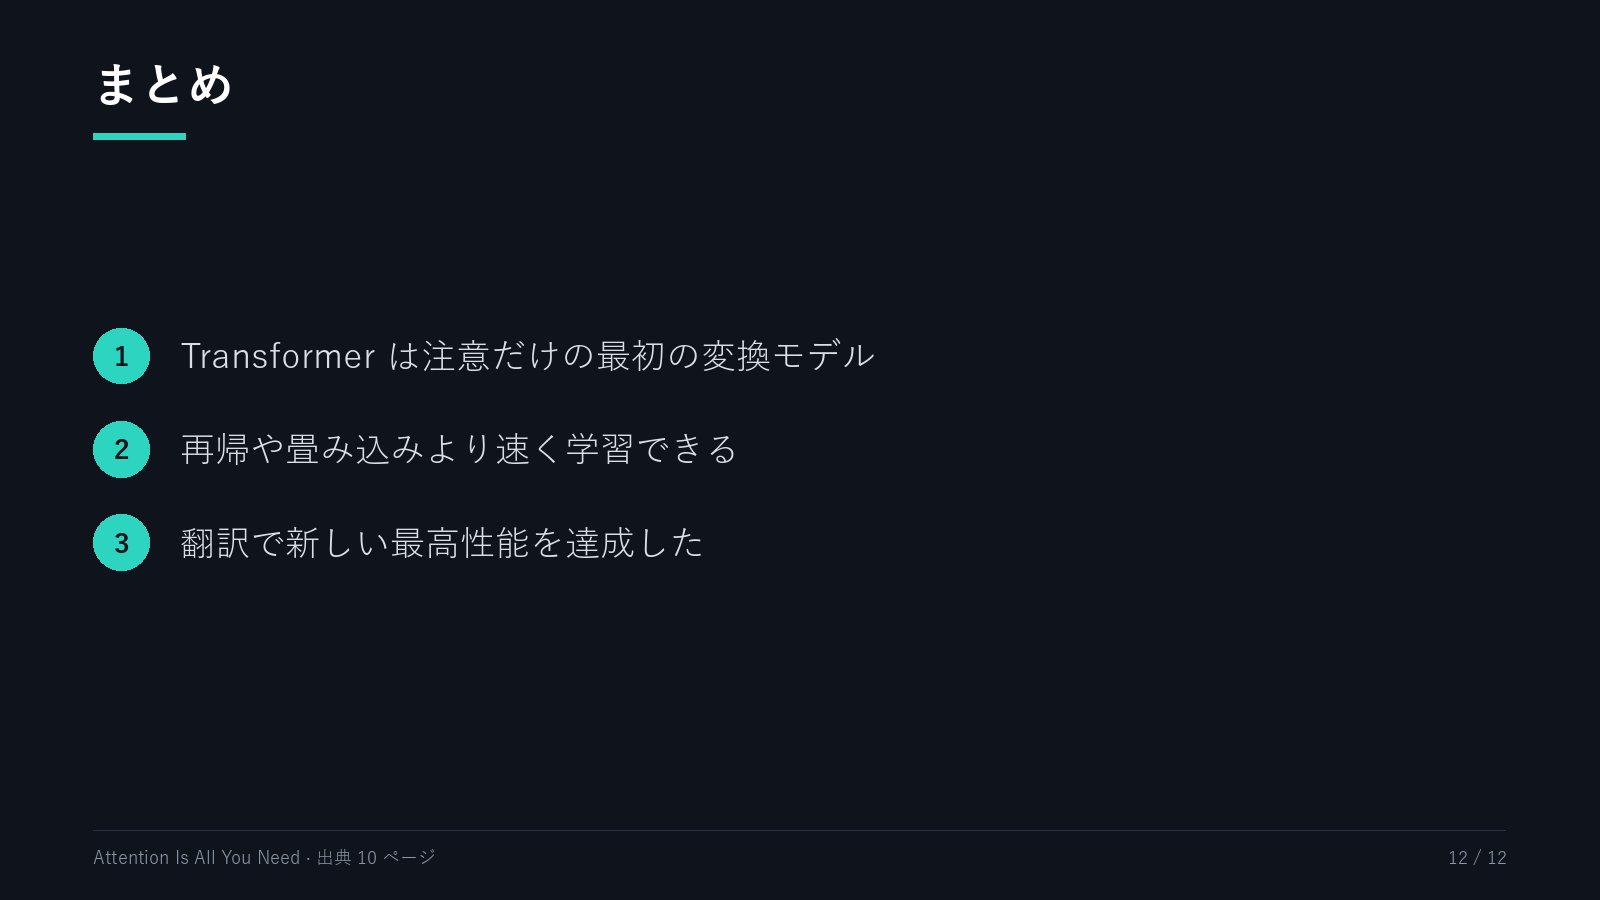 まとめ
1 Transformer は注意だけの最初の変換モデル
2 再帰や畳み込みより速く学習できる
3 翻訳で新しい最高性能を達成した
Attention Is All You Need · 出典 10 ページ
12 / 12